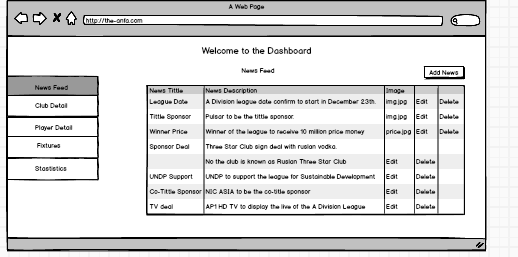 A Web Page
http://the-anfa.com
Welcome to the Dashboard
News Feed
Add News
News Feed
Club Detail
Player Detail
Fixtures
Stastistics
News Tittle News Description Image
League Date A Division league date confirm to start in December 23th. img.jpg Edit Delete
Tittle Sponsor Pulsor to be the tittle sponsor. img.jpg Edit Delete
Winner Price Winner of the league to receive 10 million price money price.jpg Edit Delete
Sponsor Deal Three Star Club sign deal with ruslan vodka.
No the club is known as Ruslan Three Star Club Edit Delete
UNDP Support UNDP to support the league for Sustainable Development Edit Delete
Co-Tittle Sponsor NIC ASIA to be the co-title sponsor Edit Delete
TV deal AP1 HD TV to display the live of the A Division League Edit Delete